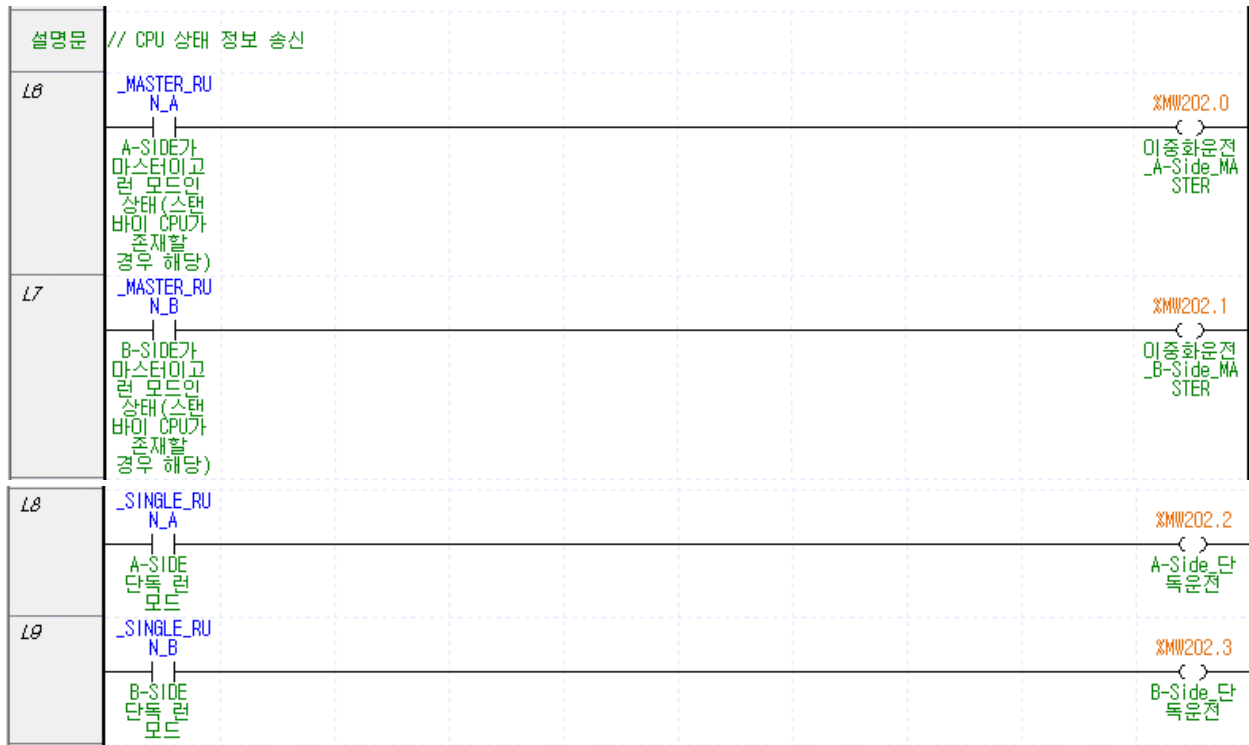 설명문 // CPU 상태 정보 송신
L6
_MASTER_RU
N_A
%MW202.0
A-SIDE가
마스터이고
런 모드인
상태(스탠
바이 CPU가
존재할
경우 해당)
이중화운전
_A-Side_MA
STER
L7
_MASTER_RU
N_B
%MW202.1
B-SIDE가
마스터이고
런 모드인
상태(스탠
바이 CPU가
존재할
경우 해당)
이중화운전
_B-Side_MA
STER
L8
_SINGLE_RU
N_A
%MW202.2
A-SIDE
단독 런
모드
A-Side_단
독운전
L9
_SINGLE_RU
N_B
%MW202.3
B-SIDE
단독 런
모드
B-Side_단
독운전